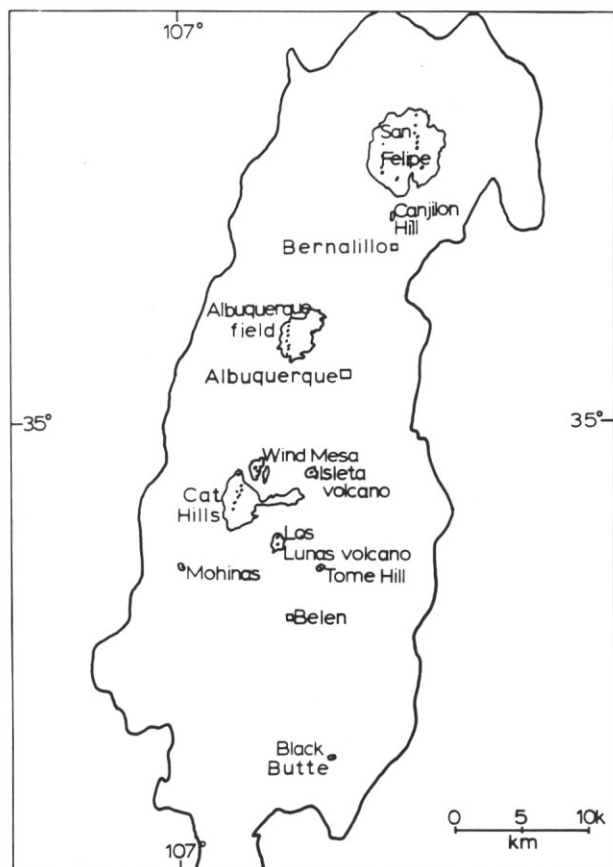 107°
San
Felipe
Canjilon
Hill
Bernalillo
Albuquerque
field
Albuquerque
35°
35°
Wind Mesa
Isleta
volcano
Cat
Hills
Los
Lunas volcano
Mohinas
Tome Hill
Belen
Black
Butte
0 5 10k
km
107°